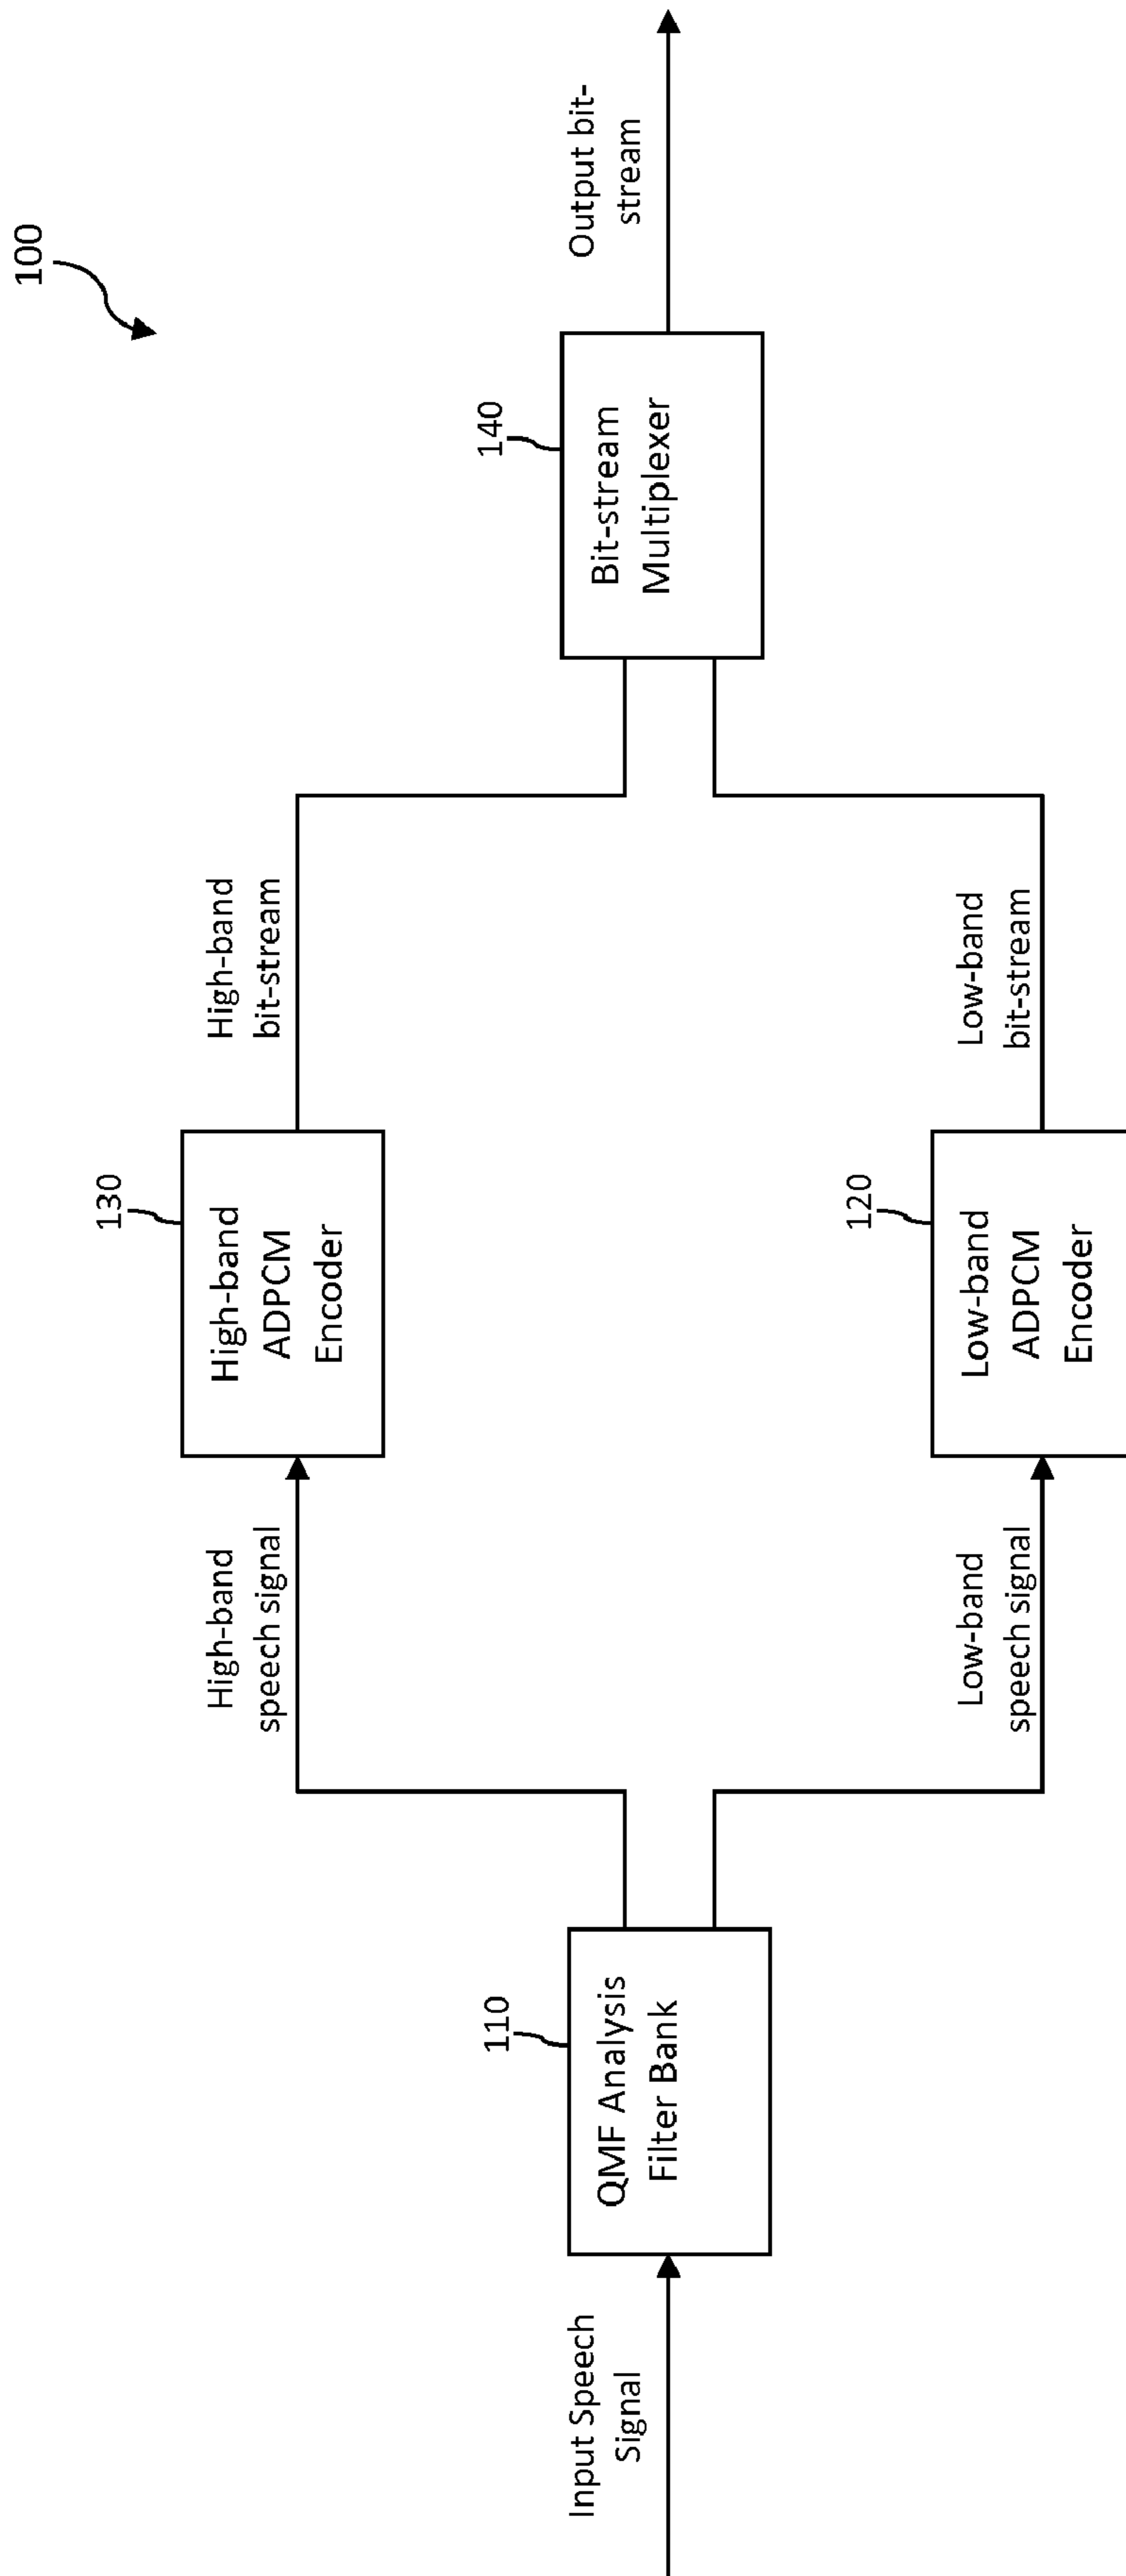 100
Input Speech
Signal
110
QMF Analysis
Filter Bank
High-band
speech signal
130
High-band
ADPCM
Encoder
High-band
bit-stream
Low-band
speech signal
120
Low-band
ADPCM
Encoder
Low-band
bit-stream
140
Bit-stream
Multiplexer
Output bit-
stream